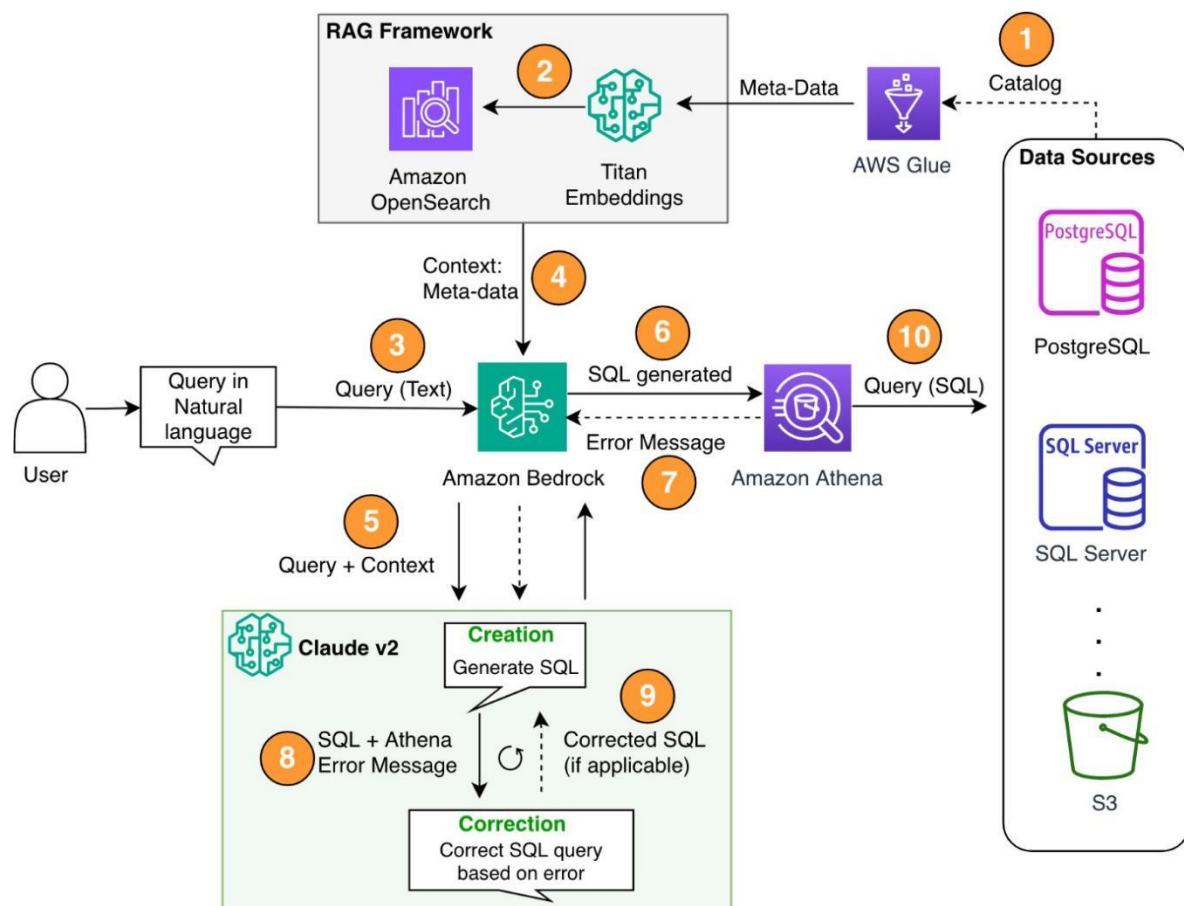 RAG Framework
2
Amazon
OpenSearch
Titan
Embeddings
Meta-Data
AWS Glue
1
Catalog
Data Sources
PostgreSQL
PostgreSQL
SQL Server
SQL Server
.
.
.
S3
Context:
Meta-data
4
User
Query in
Natural
language
3
Query (Text)
Amazon Bedrock
6
SQL generated
Error Message
7
Amazon Athena
10
Query (SQL)
5
Query + Context
Claude v2
Creation
Generate SQL
8
SQL + Athena
Error Message
9
Corrected SQL
(if applicable)
Correction
Correct SQL query
based on error